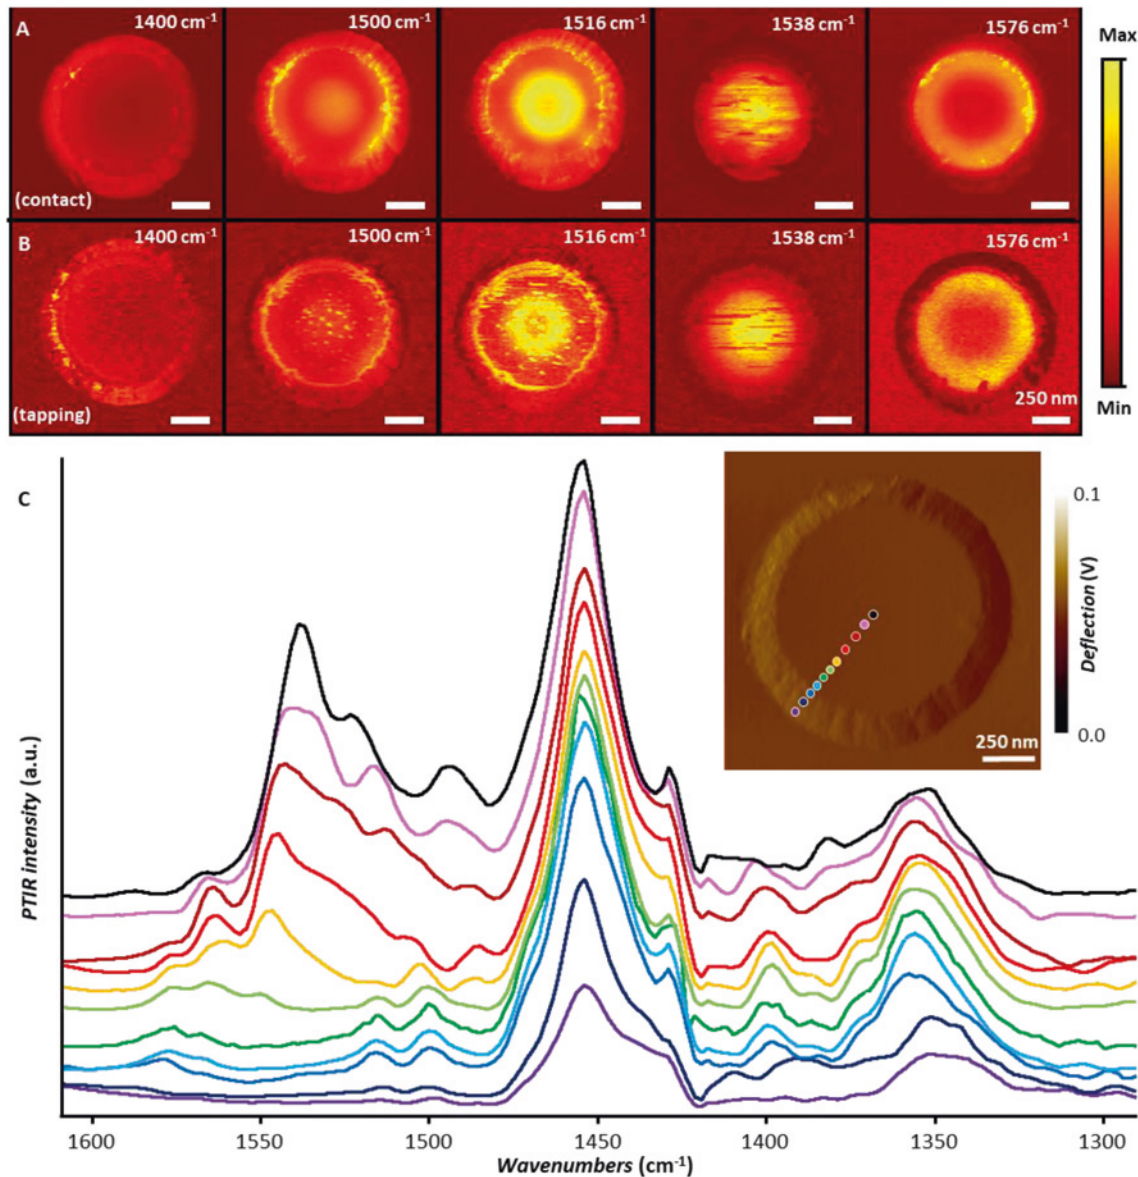 A
1400 cm⁻¹
1500 cm⁻¹
1516 cm⁻¹
1538 cm⁻¹
1576 cm⁻¹
(contact)
Max
B
1400 cm⁻¹
1500 cm⁻¹
1516 cm⁻¹
1538 cm⁻¹
1576 cm⁻¹
(tapping)
250 nm
Min
C
0.1
Deflection (V)
0.0
250 nm
PTIR intensity (a.u.)
1600 1550 1500 1450 1400 1350 1300
Wavenumbers (cm⁻¹)